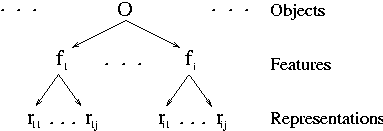 . . . O . . . Objects
f₁ . . . fᵢ Features
r₁₁ . . . r₁ⱼ rᵢ₁ . . . rᵢⱼ Representations